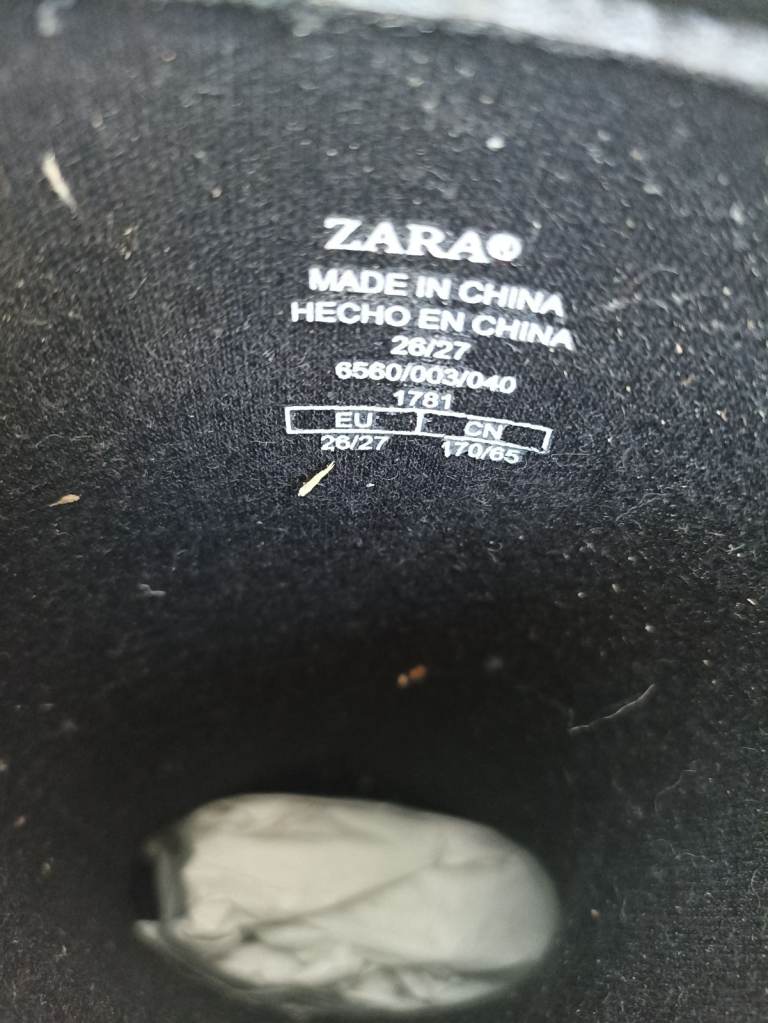 ZARA®
MADE IN CHINA
HECHO EN CHINA
26/27
6560/003/040
1781
EU CN
26/27 170/65